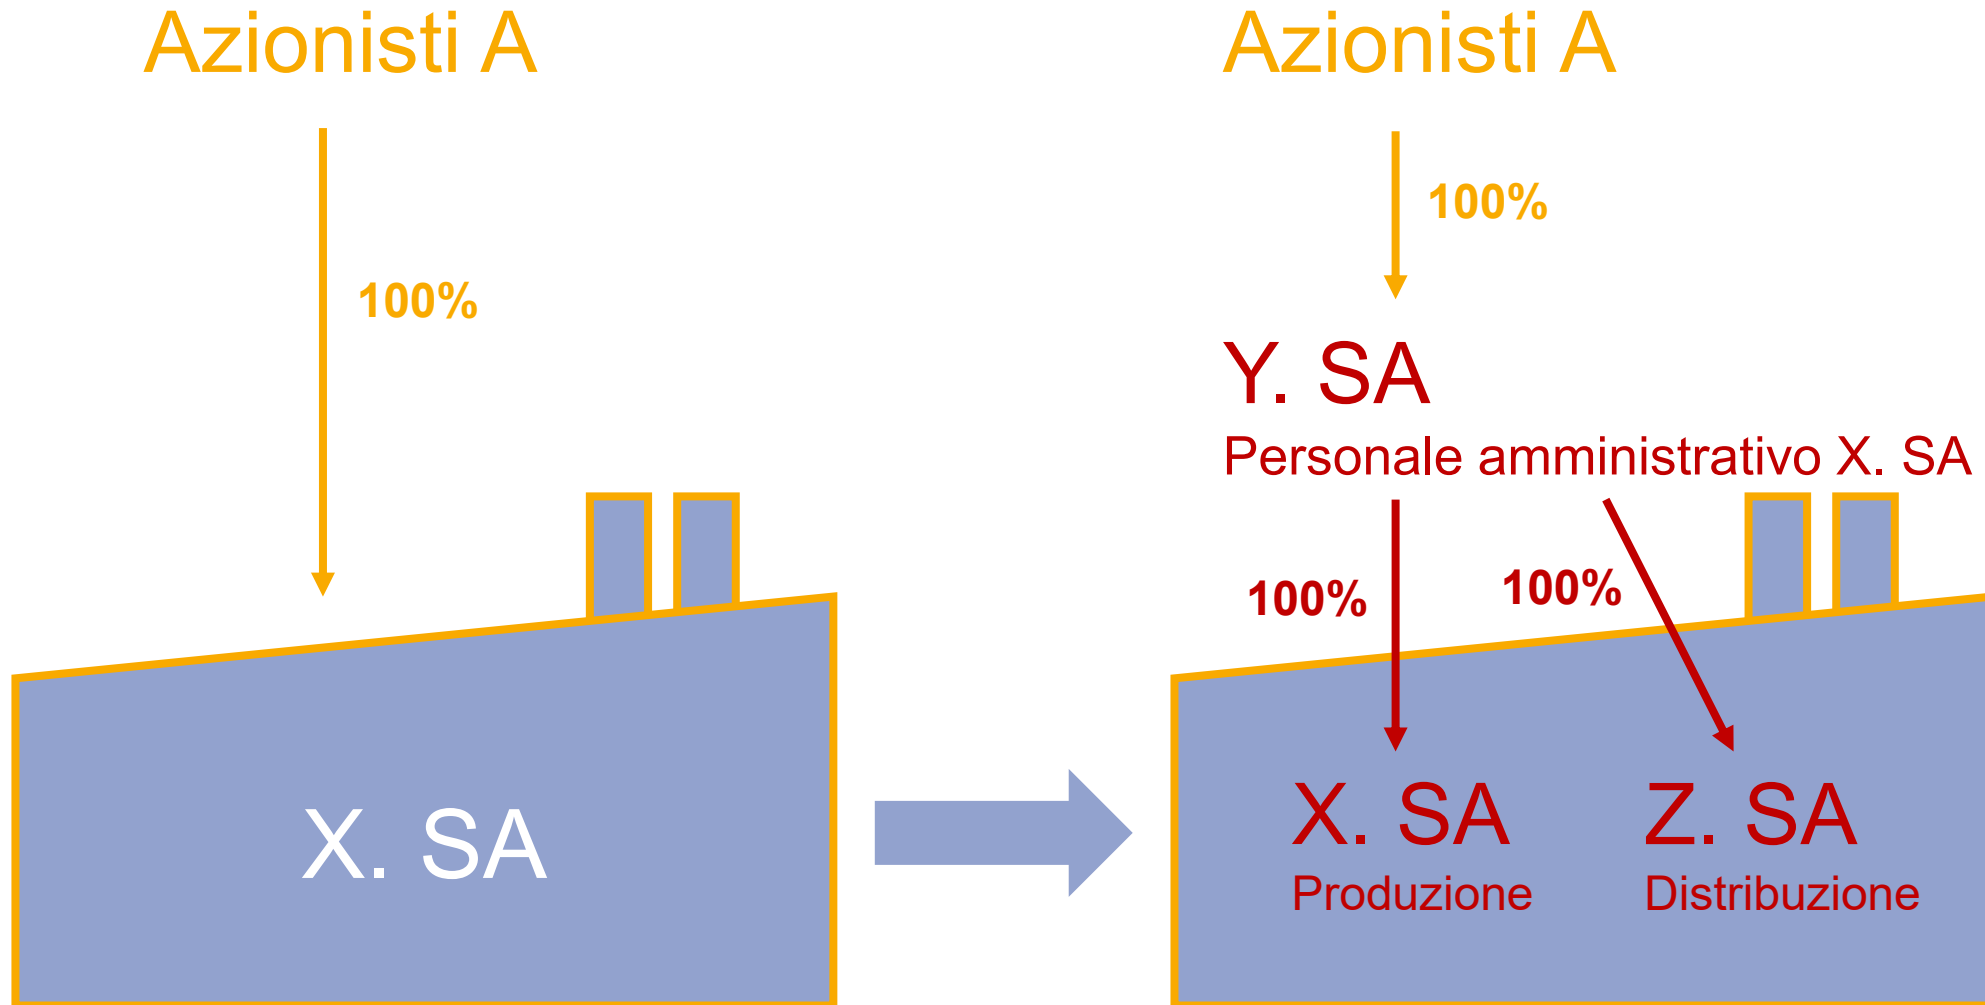 Azionisti A
100%
X. SA
Azionisti A
100%
Y. SA
Personale amministrativo X. SA
100%
100%
X. SA
Produzione
Z. SA
Distribuzione